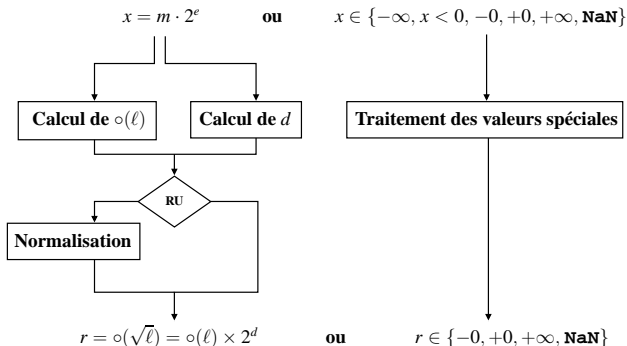 x = m · 2^e ou x ∈ {−∞, x < 0, −0, +0, +∞, NaN}
Calcul de ∘(ℓ) Calcul de d Traitement des valeurs spéciales
RU
Normalisation
r = ∘(√ℓ) = ∘(ℓ) × 2^d ou r ∈ {−0, +0, +∞, NaN}